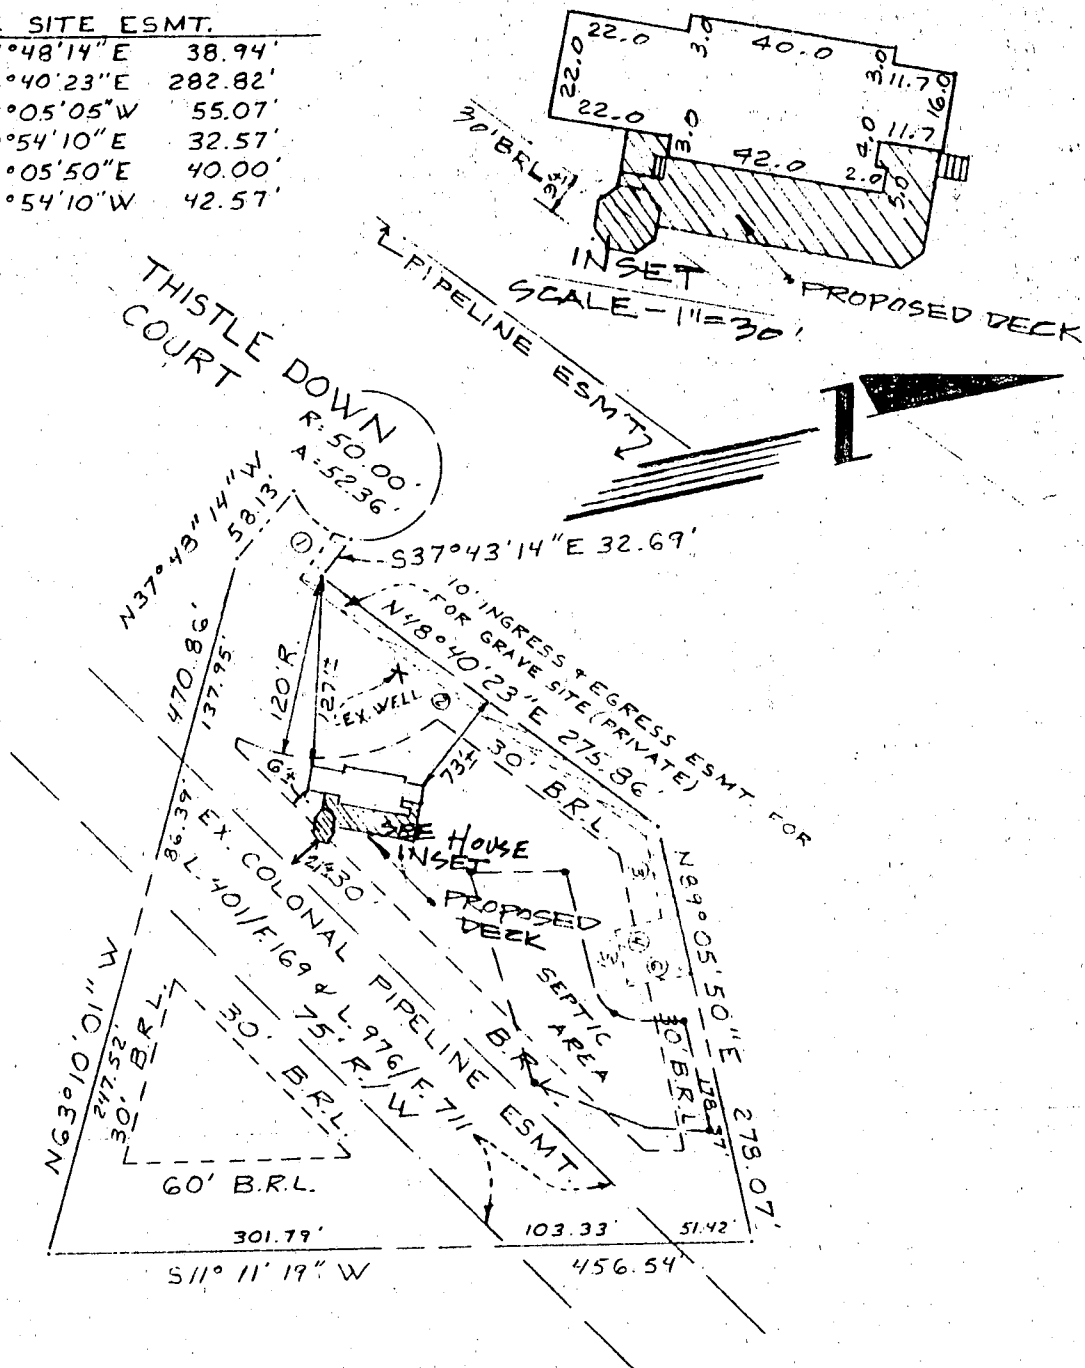 SITE ESMT.
°48'14"E 38.94'
°40'23"E 282.82'
°05'05"W 55.07'
°54'10"E 32.57'
°05'50"E 40.00'
°54'10"W 42.57'
22.0
3.0
40.0
3.0
11.7
16.0
22.0
22.0
3.0
42.0
4.0
11.7
2.0
5.0
30' BRL
INSET
SCALE - 1"=30'
PROPOSED DECK
PIPELINE ESM'T
THISTLE DOWN
COURT
R=50.00'
A=52.36'
N37°43'14"W
58.13'
①
S37°43'14"E 32.69'
10' INGRESS & EGRESS ESMT. FOR
FOR GRAVE SITE (PRIVATE)
N48°40'23"E 275.86'
470.86'
137.95'
120'R.
127'±
EX. WELL
②
73'±
30' B.R.L.
6'±
SEE HOUSE
INSET
21'±
30'
PROPOSED
DECK
86.39'
EX. COLONAL PIPELINE ESMT.
L. 401/F.169 & L. 976/F. 711
75' R./W
B.R.L.
SEPTIC
AREA
N89°05'50"E 278.07'
30' B.R.L.
178.37'
N63°10'01"W
247.52'
30' B.R.L.
30' B.R.L.
60' B.R.L.
301.79'
103.33'
51.42'
S11° 11' 19" W
456.54'